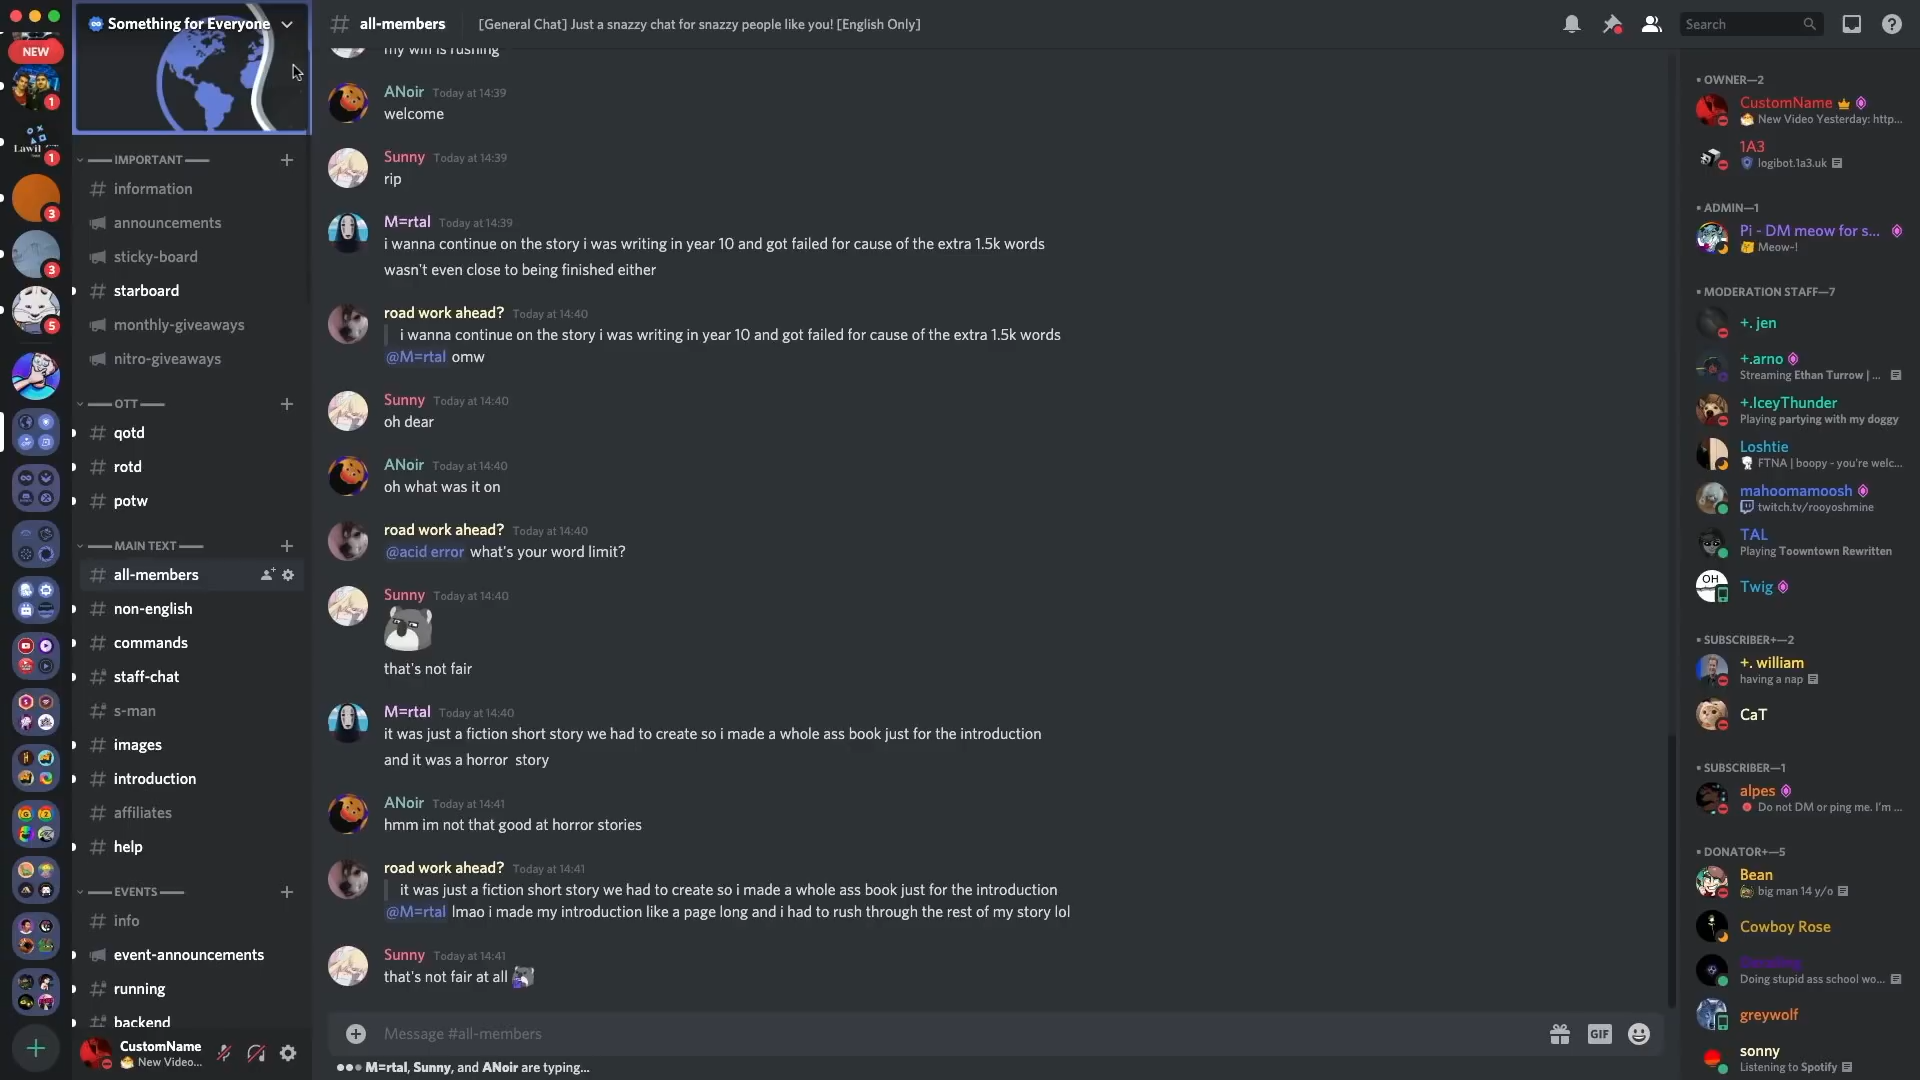 NEW
1
Lawil
1
3
3
5
Something for Everyone
IMPORTANT
information
announcements
sticky-board
starboard
monthly-giveaways
nitro-giveaways
OTT
qotd
rotd
potw
MAIN TEXT
all-members
non-english
commands
staff-chat
s-man
images
introduction
affiliates
help
EVENTS
info
event-announcements
running
backend
CustomName
New Video...
all-members
[General Chat] Just a snazzy chat for snazzy people like you! [English Only]
Search
my wifi is rushing
ANoir Today at 14:39
welcome
Sunny Today at 14:39
rip
M=rtal Today at 14:39
i wanna continue on the story i was writing in year 10 and got failed for cause of the extra 1.5k words
wasn't even close to being finished either
road work ahead? Today at 14:40
i wanna continue on the story i was writing in year 10 and got failed for cause of the extra 1.5k words
@M=rtal omw
Sunny Today at 14:40
oh dear
ANoir Today at 14:40
oh what was it on
road work ahead? Today at 14:40
@acid error what's your word limit?
Sunny Today at 14:40
that's not fair
M=rtal Today at 14:40
it was just a fiction short story we had to create so i made a whole ass book just for the introduction
and it was a horror story
ANoir Today at 14:41
hmm im not that good at horror stories
road work ahead? Today at 14:41
it was just a fiction short story we had to create so i made a whole ass book just for the introduction
@M=rtal lmao i made my introduction like a page long and i had to rush through the rest of my story lol
Sunny Today at 14:41
that's not fair at all
Message #all-members
GIF
M=rtal, Sunny, and ANoir are typing...
OWNER—2
CustomName
New Video Yesterday: http...
1A3
logibot.1a3.uk
ADMIN—1
Pi - DM meow for s...
Meow~!
MODERATION STAFF—7
+. jen
+.arno
Streaming Ethan Turrow | ...
+.IceyThunder
Playing partying with my doggy
Loshtie
FTNA | boopy - you're welc...
mahoomamoosh
twitch.tv/rooyoshmine
TAL
Playing Toowntown Rewritten
OH
Twig
SUBSCRIBER+—2
+. william
having a nap
CaT
SUBSCRIBER—1
alpes
Do not DM or ping me. I'm ...
DONATOR+—5
Bean
big man 14 y/o
Cowboy Rose
Doing stupid ass school wo...
greywolf
sonny
Listening to Spotify